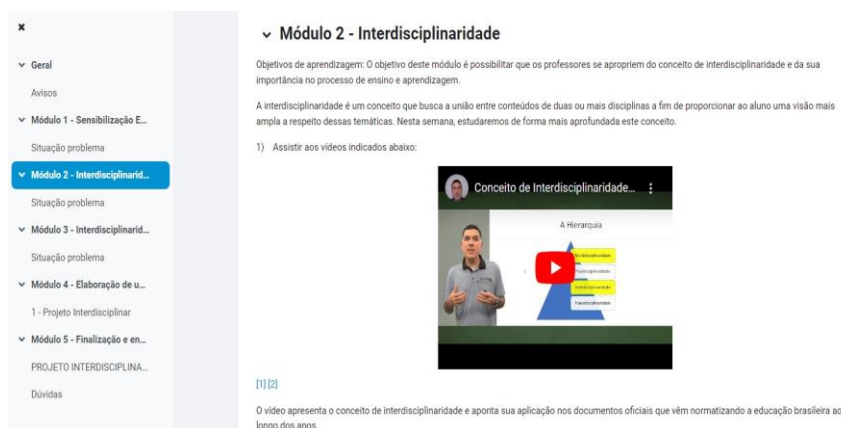 Geral
Avisos
Módulo 1 - Sensibilização E...
Situação problema
Módulo 2 - Interdisciplinarid...
Situação problema
Módulo 3 - Interdisciplinarid...
Situação problema
Módulo 4 - Elaboração de u...
1 - Projeto Interdisciplinar
Módulo 5 - Finalização e en...
PROJETO INTERDISCIPLINA...
Dúvidas
Módulo 2 - Interdisciplinaridade
Objetivos de aprendizagem: O objetivo deste módulo é possibilitar que os professores se apropriem do conceito de interdisciplinaridade e da sua
importância no processo de ensino e aprendizagem.
A interdisciplinaridade é um conceito que busca a união entre conteúdos de duas ou mais disciplinas a fim de proporcionar ao aluno uma visão mais
ampla a respeito dessas temáticas. Nesta semana, estudaremos de forma mais aprofundada este conceito.
1) Assistir aos vídeos indicados abaixo:
Conceito de Interdisciplinaridade...
A Hierarquia
[1] [2]
O vídeo apresenta o conceito de interdisciplinaridade e aponta sua aplicação nos documentos oficiais que vêm normatizando a educação brasileira ao
longo dos anos.